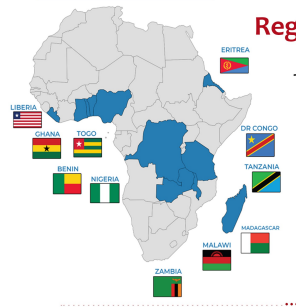 Reg
ERITREA
LIBERIA
GHANA
TOGO
DR CONGO
BENIN
NIGERIA
TANZANIA
MADAGASCAR
MALAWI
ZAMBIA